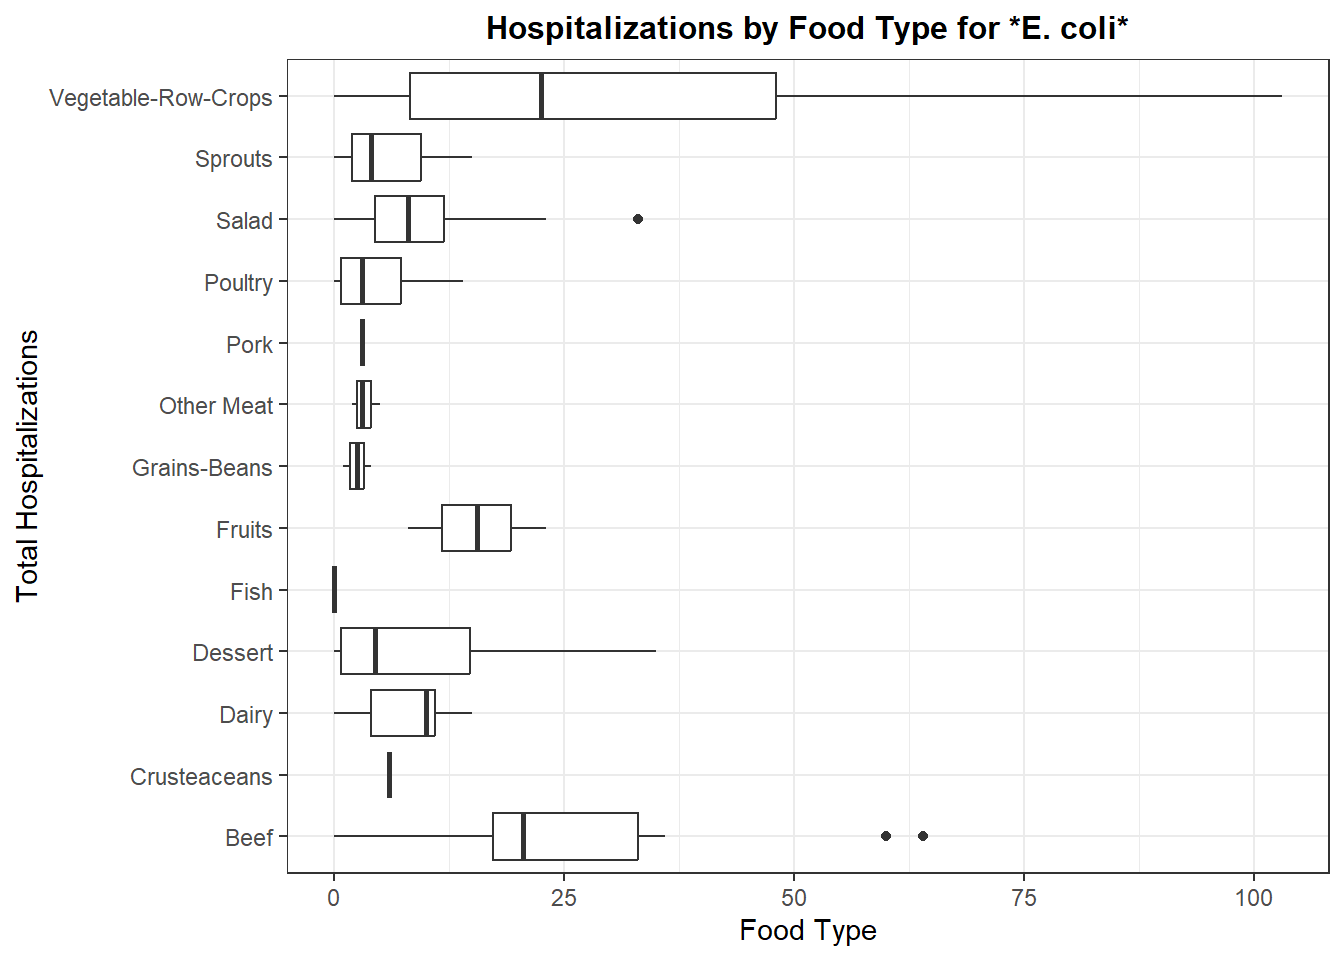 Hospitalizations by Food Type for *E. coli*
Total Hospitalizations
Vegetable-Row-Crops
Sprouts
Salad
Poultry
Pork
Other Meat
Grains-Beans
Fruits
Fish
Dessert
Dairy
Crusteaceans
Beef
0 25 50 75 100
Food Type